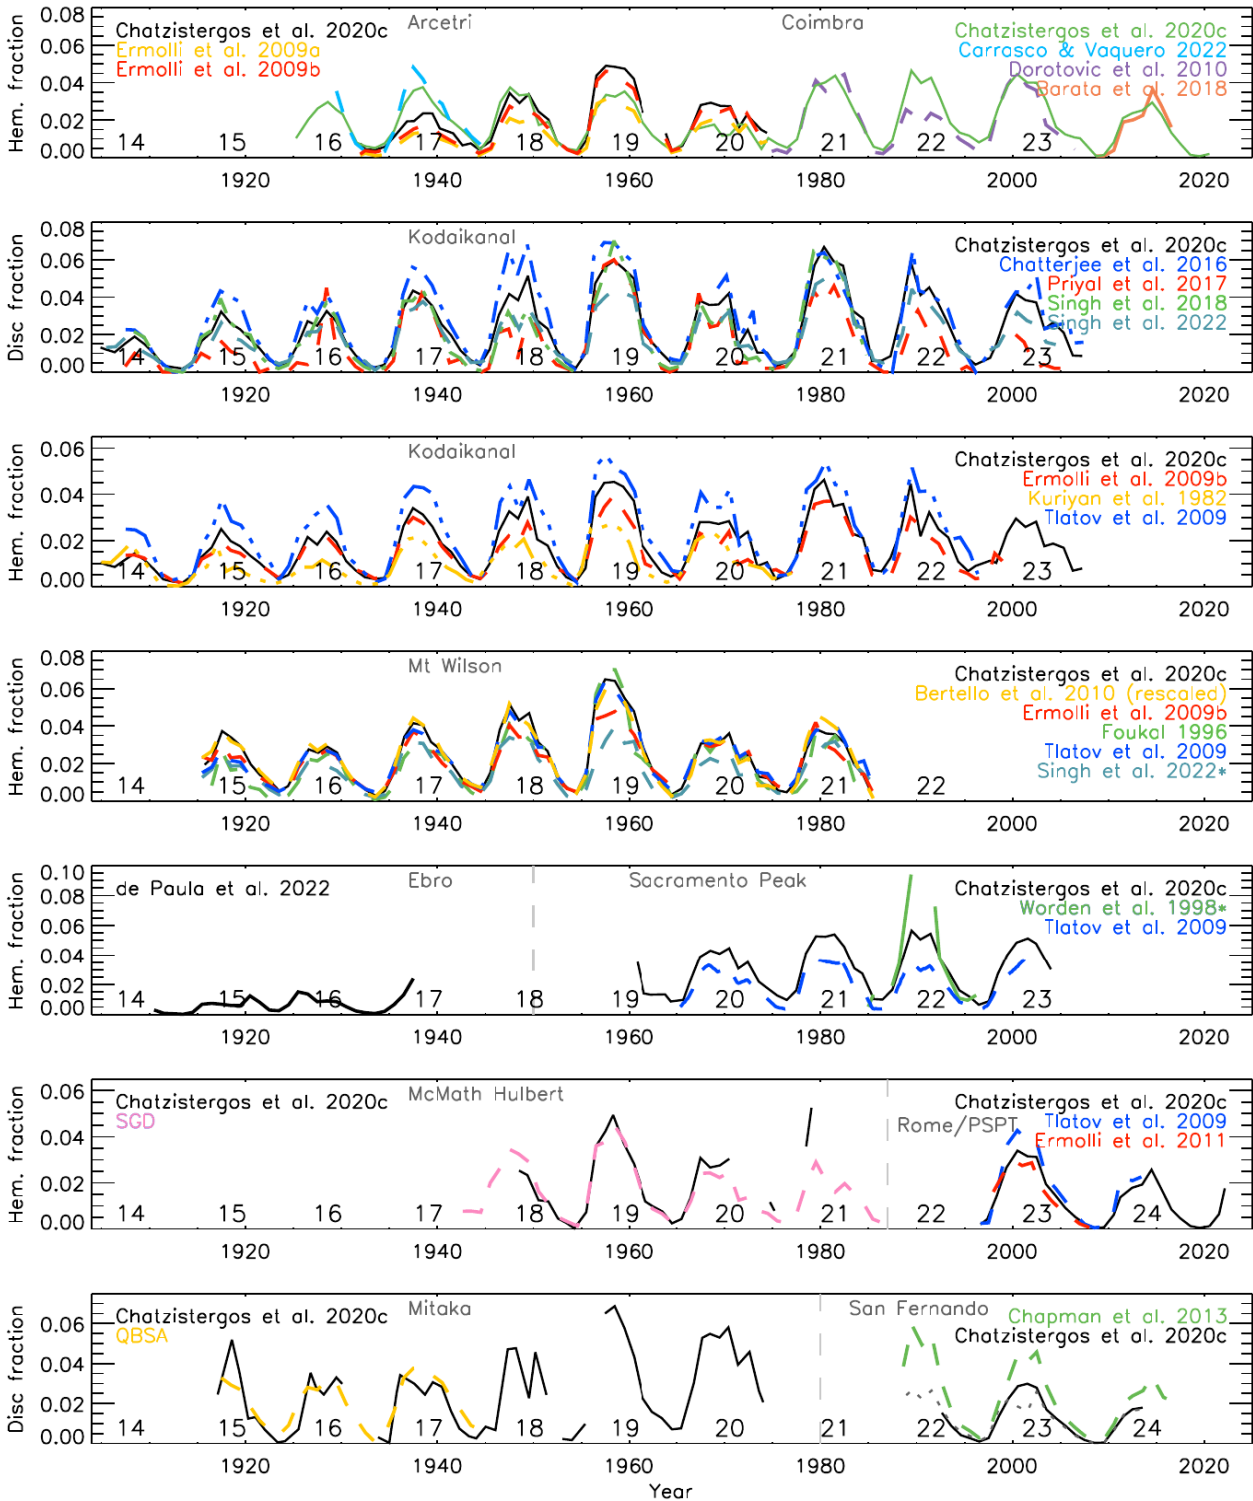 Arcetri Coimbra
Chatzistergos et al. 2020c Chatzistergos et al. 2020c
Ermolli et al. 2009a Carrasco & Vaquero 2022
Ermolli et al. 2009b Dorotovic et al. 2010
Barata et al. 2018
Hem. fraction
0.08
0.06
0.04
0.02
0.00
14 15 16 17 18 19 20 21 22 23
1920 1940 1960 1980 2000 2020
Kodaikanal
Chatzistergos et al. 2020c
Chatterjee et al. 2016
Priyal et al. 2017
Singh et al. 2018
Singh et al. 2022
Disc fraction
0.08
0.06
0.04
0.02
0.00
14 15 16 17 18 19 20 21 22 23
1920 1940 1960 1980 2000 2020
Kodaikanal
Chatzistergos et al. 2020c
Ermolli et al. 2009b
Kuriyan et al. 1982
Tlatov et al. 2009
Hem. fraction
0.06
0.04
0.02
0.00
14 15 16 17 18 19 20 21 22 23
1920 1940 1960 1980 2000 2020
Mt Wilson
Chatzistergos et al. 2020c
Bertello et al. 2010 (rescaled)
Ermolli et al. 2009b
Foukal 1996
Tlatov et al. 2009
Singh et al. 2022*
Hem. fraction
0.08
0.06
0.04
0.02
0.00
14 15 16 17 18 19 20 21 22
1920 1940 1960 1980 2000 2020
Ebro Sacramento Peak
de Paula et al. 2022 Chatzistergos et al. 2020c
Worden et al. 1998*
Tlatov et al. 2009
Hem. fraction
0.10
0.08
0.06
0.04
0.02
0.00
14 15 16 17 18 19 20 21 22 23
1920 1940 1960 1980 2000 2020
McMath Hulbert
Chatzistergos et al. 2020c Chatzistergos et al. 2020c
SGD Rome/PSPT Tlatov et al. 2009
Ermolli et al. 2011
Hem. fraction
0.06
0.04
0.02
0.00
14 15 16 17 18 19 20 21 22 23 24
1920 1940 1960 1980 2000 2020
Mitaka San Fernando
Chatzistergos et al. 2020c Chapman et al. 2013
QBSA Chatzistergos et al. 2020c
Disc fraction
0.06
0.04
0.02
0.00
14 15 16 17 18 19 20 21 22 23 24
1920 1940 1960 1980 2000 2020
Year